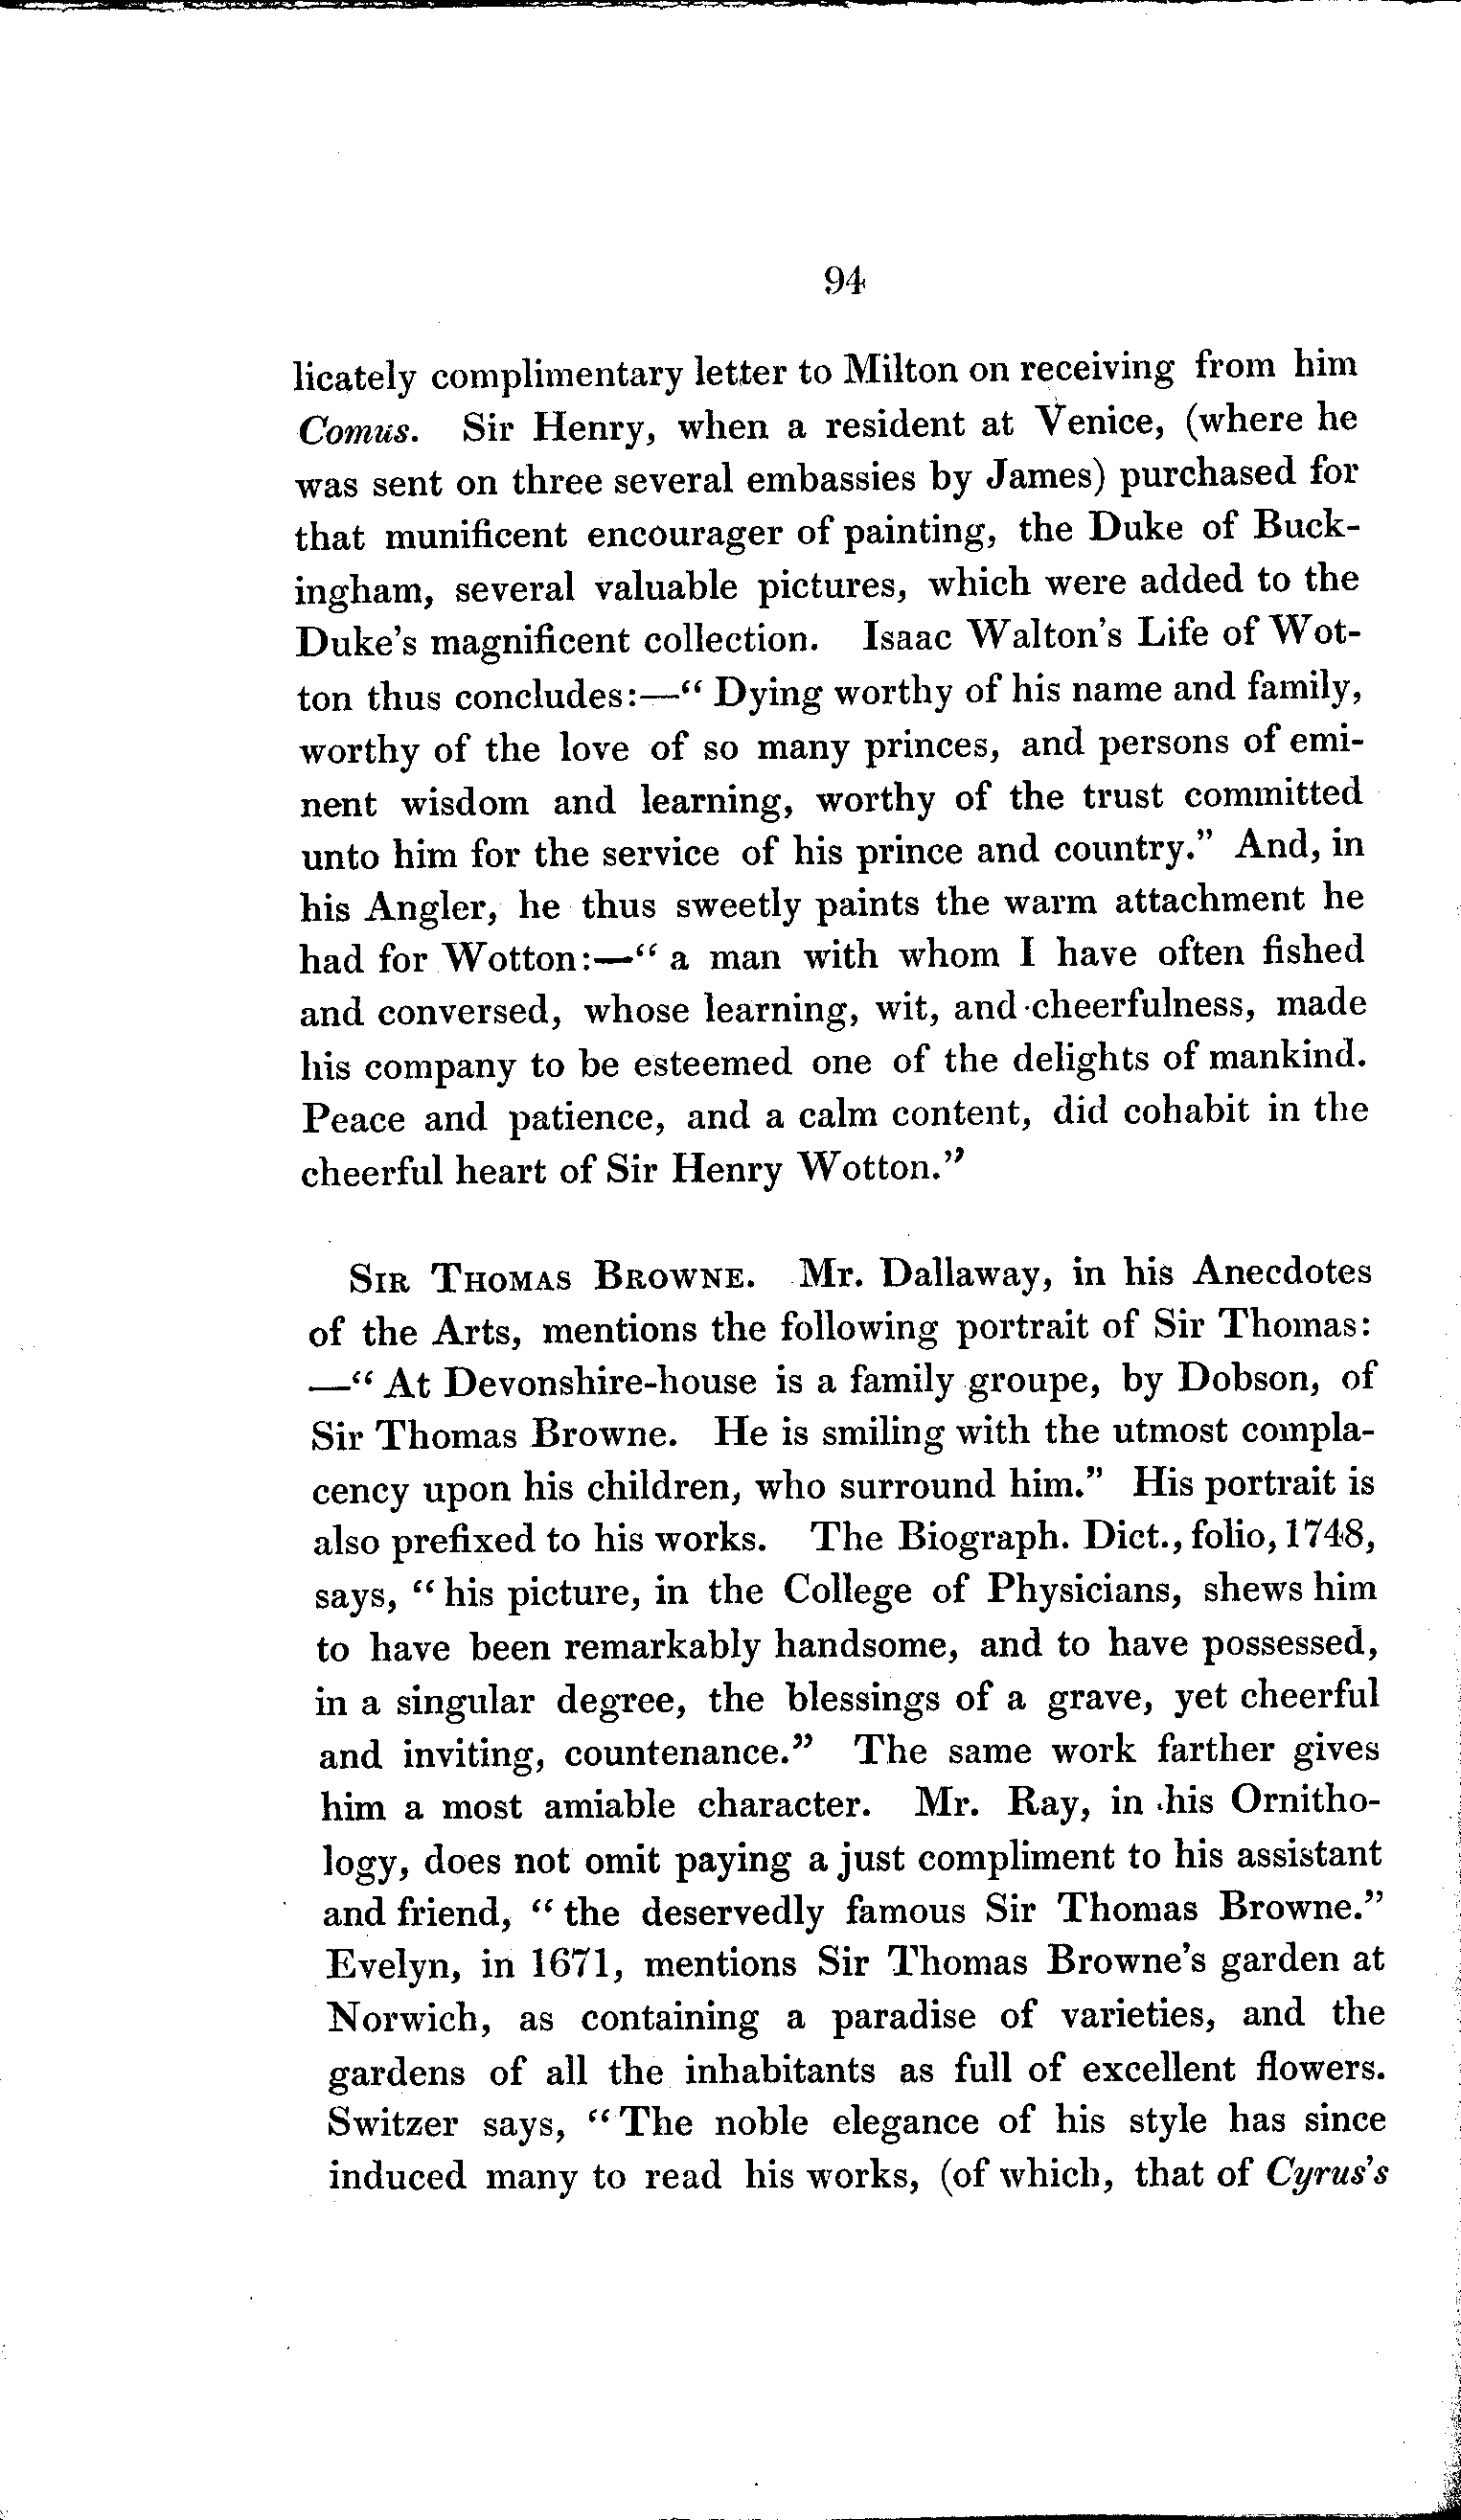 94
licately complimentary letter to Milton on receiving from him
Comus. Sir Henry, when a resident at Venice, (where he
was sent on three several embassies by James) purchased for
that munificent encourager of painting, the Duke of Buck-
ingham, several valuable pictures, which were added to the
Duke's magnificent collection. Isaac Walton's Life of Wot-
ton thus concludes:—“ Dying worthy of his name and family,
worthy of the love of so many princes, and persons of emi-
nent wisdom and learning, worthy of the trust committed
unto him for the service of his prince and country.” And, in
his Angler, he thus sweetly paints the warm attachment he
had for Wotton:—“ a man with whom I have often fished
and conversed, whose learning, wit, and cheerfulness, made
his company to be esteemed one of the delights of mankind.
Peace and patience, and a calm content, did cohabit in the
cheerful heart of Sir Henry Wotton.”
SIR THOMAS BROWNE. Mr. Dallaway, in his Anecdotes
of the Arts, mentions the following portrait of Sir Thomas:
—“ At Devonshire-house is a family groupe, by Dobson, of
Sir Thomas Browne. He is smiling with the utmost compla-
cency upon his children, who surround him.” His portrait is
also prefixed to his works. The Biograph. Dict., folio, 1748,
says, “ his picture, in the College of Physicians, shews him
to have been remarkably handsome, and to have possessed,
in a singular degree, the blessings of a grave, yet cheerful
and inviting, countenance.” The same work farther gives
him a most amiable character. Mr. Ray, in his Ornitho-
logy, does not omit paying a just compliment to his assistant
and friend, “ the deservedly famous Sir Thomas Browne.”
Evelyn, in 1671, mentions Sir Thomas Browne's garden at
Norwich, as containing a paradise of varieties, and the
gardens of all the inhabitants as full of excellent flowers.
Switzer says, “ The noble elegance of his style has since
induced many to read his works, (of which, that of Cyrus's